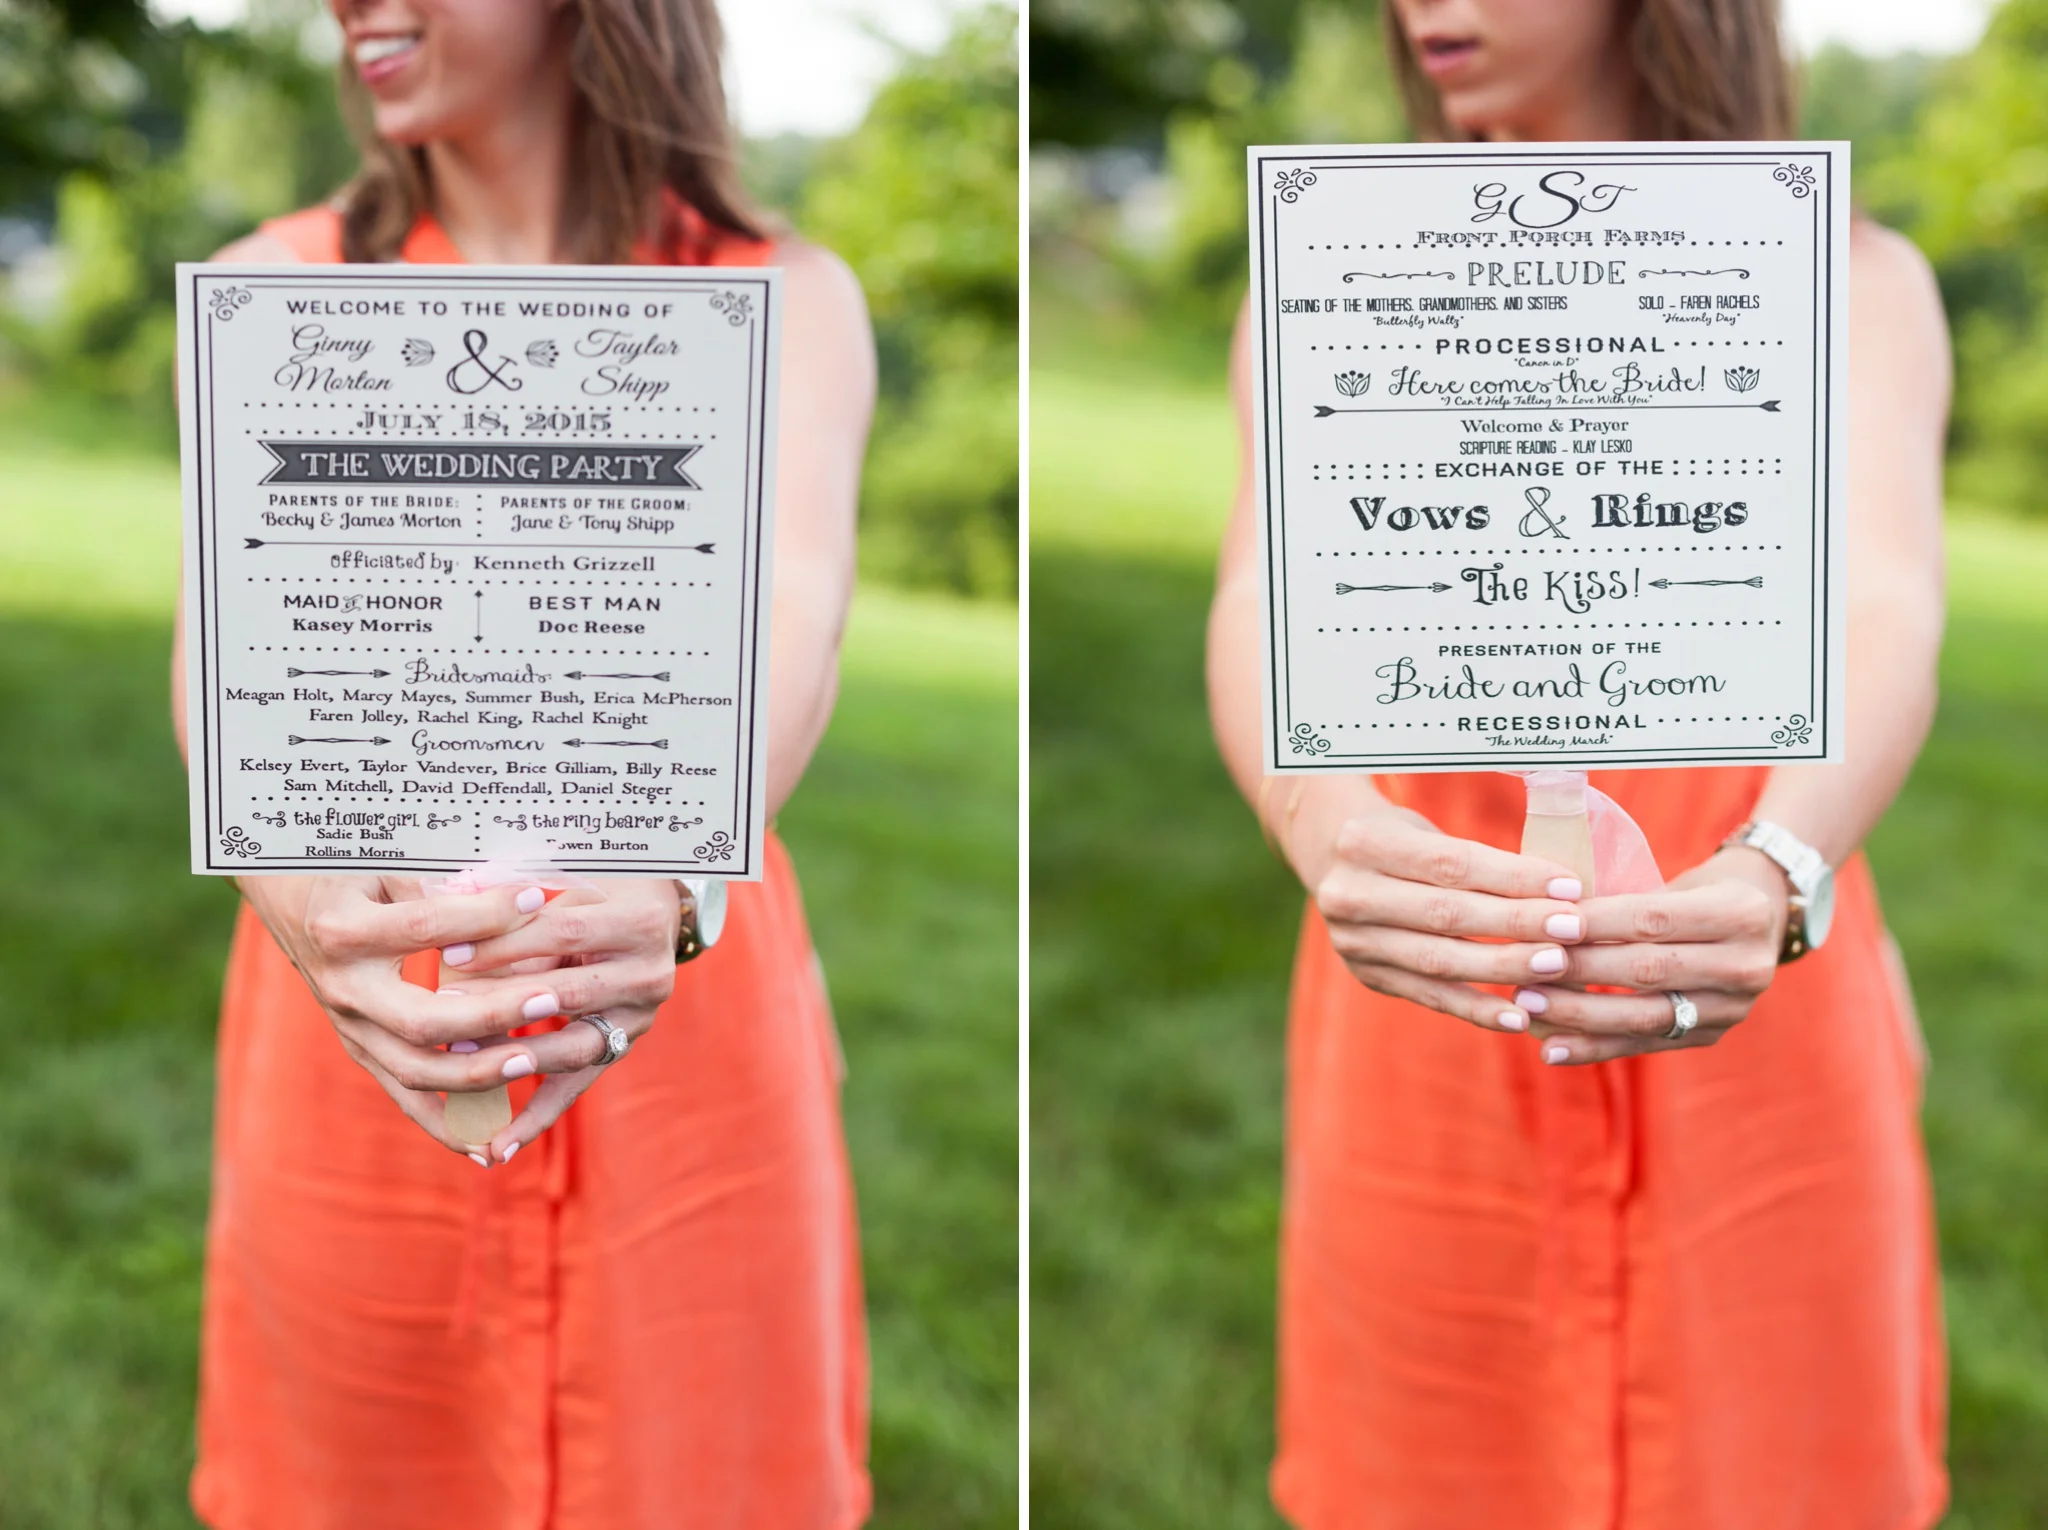 WELCOME TO THE WEDDING OF
Ginny Morton & Taylor Shipp
JULY 18, 2015
THE WEDDING PARTY
PARENTS OF THE BRIDE:
Becky & James Morton
PARENTS OF THE GROOM:
Jane & Tony Shipp
officiated by: Kenneth Grizzell
MAID of HONOR
Kasey Morris
BEST MAN
Doc Reese
Bridesmaids:
Meagan Holt, Marcy Mayes, Summer Bush, Erica McPherson
Faren Jolley, Rachel King, Rachel Knight
Groomsmen
Kelsey Evert, Taylor Vandever, Brice Gilliam, Billy Reese
Sam Mitchell, David Deffendall, Daniel Steger
the flower girl
Sadie Bush
Rollins Morris
the ring bearer
Burton
GST
FRONT PORCH FARMS
PRELUDE
SEATING OF THE MOTHERS, GRANDMOTHERS, AND SISTERS
"Butterfly Waltz"
SOLO - FAREN RACHELS
"Heavenly Day"
PROCESSIONAL
"Canon in D"
Here comes the Bride!
"I Can't Help Falling In Love With You"
Welcome & Prayer
SCRIPTURE READING - KLAY LESKO
EXCHANGE OF THE
Vows & Rings
The Kiss!
PRESENTATION OF THE
Bride and Groom
RECESSIONAL
"The Wedding March"